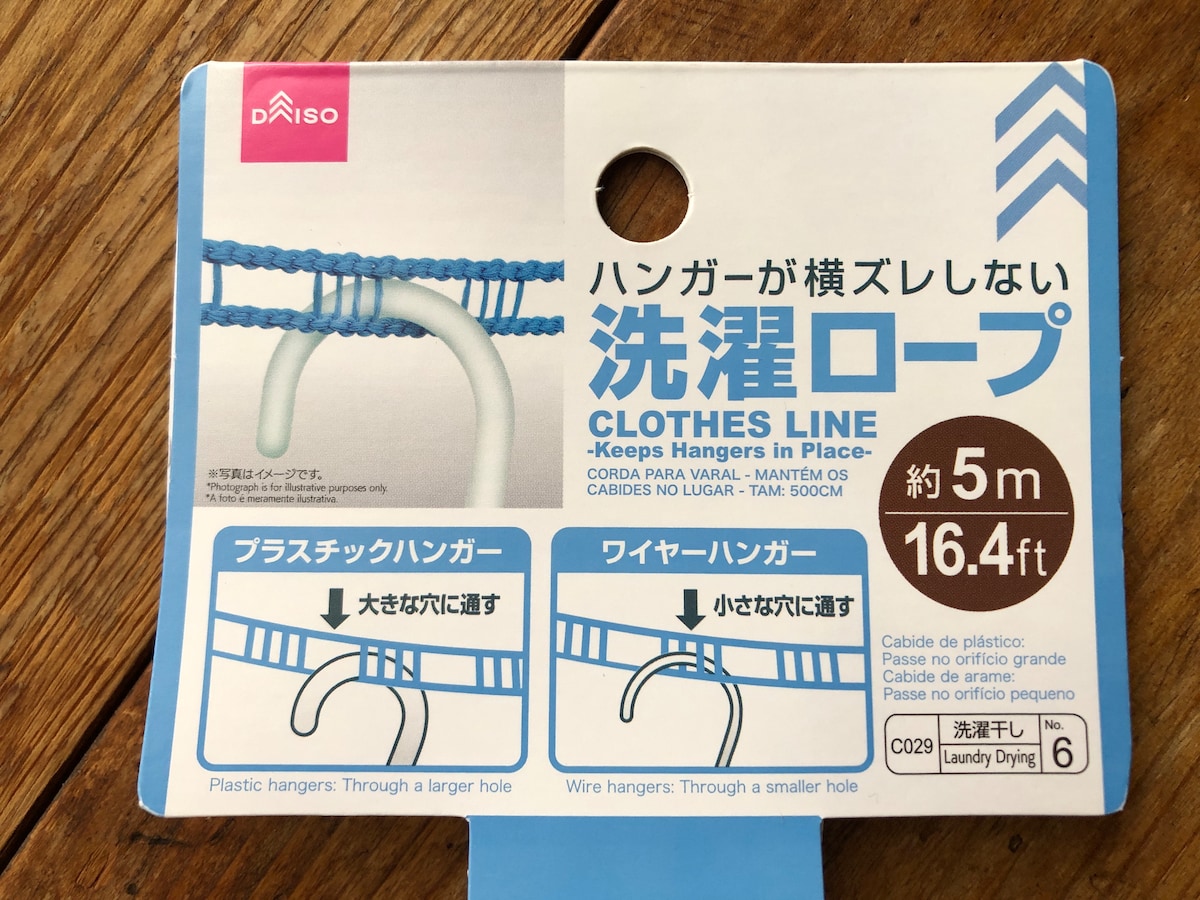 DAISO
ハンガーが横ズレしない
洗濯ロープ
CLOTHES LINE
-Keeps Hangers in Place-
CORDA PARA VARAL - MANTÉM OS
CABIDES NO LUGAR - TAM: 500CM
約5m
16.4ft
※写真はイメージです。
*Photograph is for illustrative purposes only.
*A foto é meramente ilustrativa.
プラスチックハンガー
大きな穴に通す
Plastic hangers: Through a larger hole
ワイヤーハンガー
小さな穴に通す
Wire hangers: Through a smaller hole
Cabide de plástico:
Passe no orifício grande
Cabide de arame:
Passe no orifício pequeno
C029
洗濯干し
Laundry Drying
No.
6